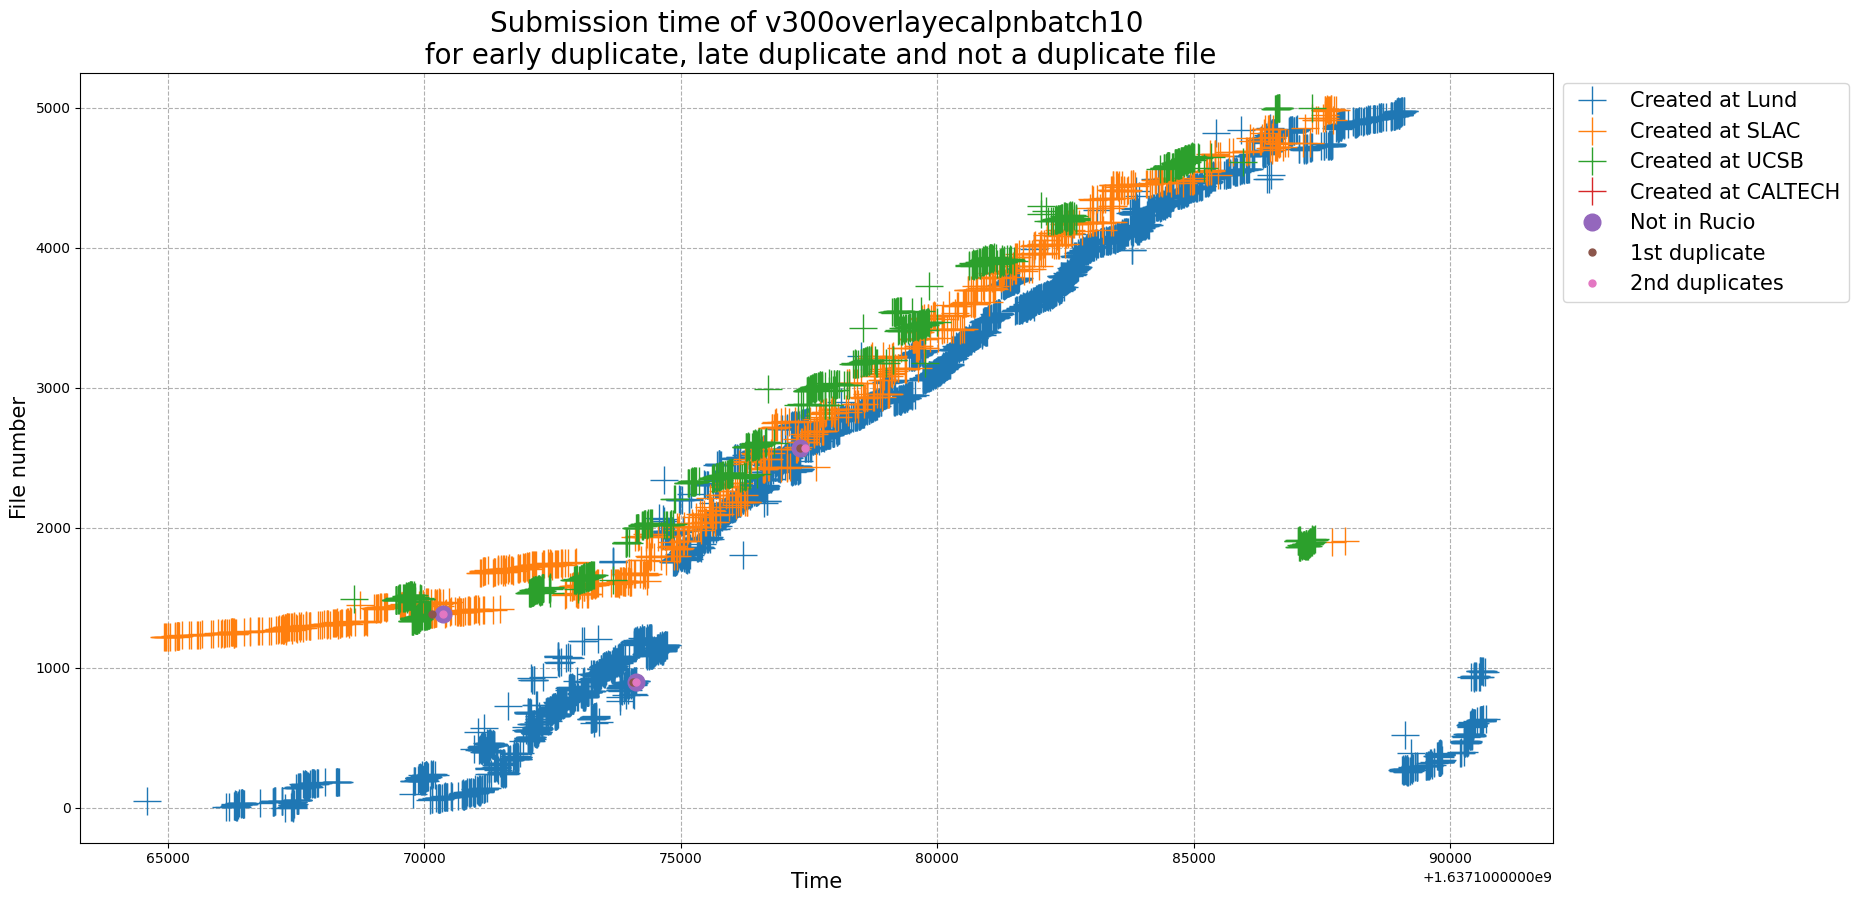 Submission time of v300overlayecalpnbatch10
for early duplicate, late duplicate and not a duplicate file
File number
5000
4000
3000
2000
1000
0
65000
70000
75000
80000
85000
90000
Time
+1.6371000000e9
Created at Lund
Created at SLAC
Created at UCSB
Created at CALTECH
Not in Rucio
1st duplicate
2nd duplicates